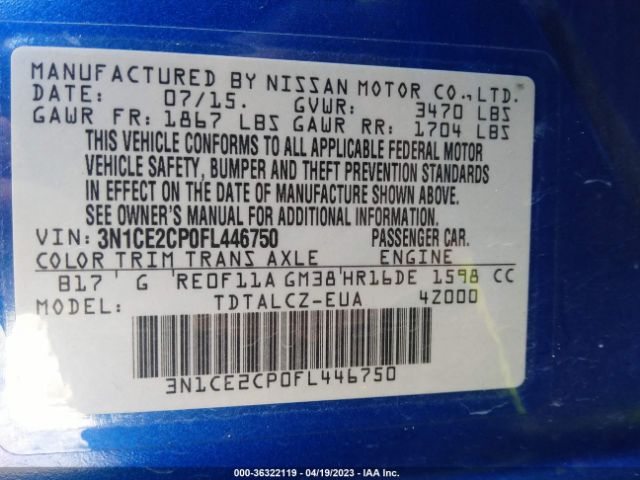 MANUFACTURED BY NISSAN MOTOR CO.,LTD.
DATE: 07/15. GVWR: 3470 LBS
GAWR FR: 1867 LBS GAWR RR: 1704 LBS
THIS VEHICLE CONFORMS TO ALL APPLICABLE FEDERAL MOTOR
VEHICLE SAFETY, BUMPER AND THEFT PREVENTION STANDARDS
IN EFFECT ON THE DATE OF MANUFACTURE SHOWN ABOVE.
SEE OWNER'S MANUAL FOR ADDITIONAL INFORMATION
VIN: 3N1CE2CP0FL446750 PASSENGER CAR.
COLOR TRIM TRANS AXLE ENGINE
B17 G RE0F11A GM38 HR16DE 1598 CC
MODEL: TDTALCZ-EUA 4Z000
3N1CE2CP0FL446750
000-36322119 - 04/19/2023 - IAA Inc.